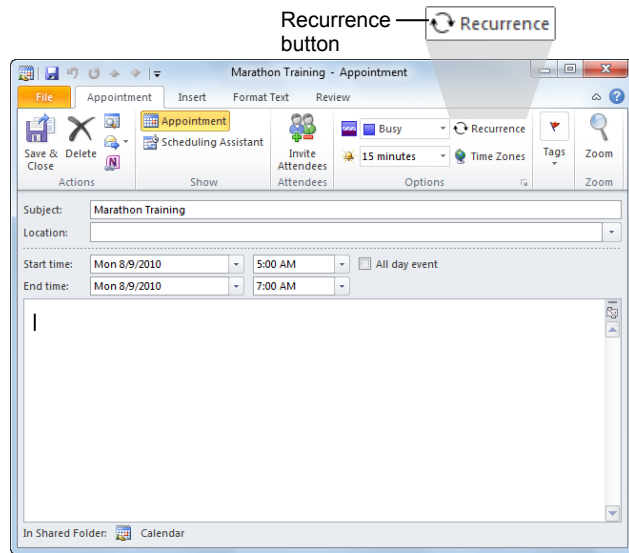 Recurrence
button
Recurrence
Marathon Training - Appointment
File Appointment Insert Format Text Review
Save &
Close
Delete
Actions
Appointment
Scheduling Assistant
Show
Invite
Attendees
Attendees
Busy
Recurrence
15 minutes
Time Zones
Options
Tags
Zoom
Zoom
Subject: Marathon Training
Location:
Start time: Mon 8/9/2010 5:00 AM All day event
End time: Mon 8/9/2010 7:00 AM
In Shared Folder: Calendar